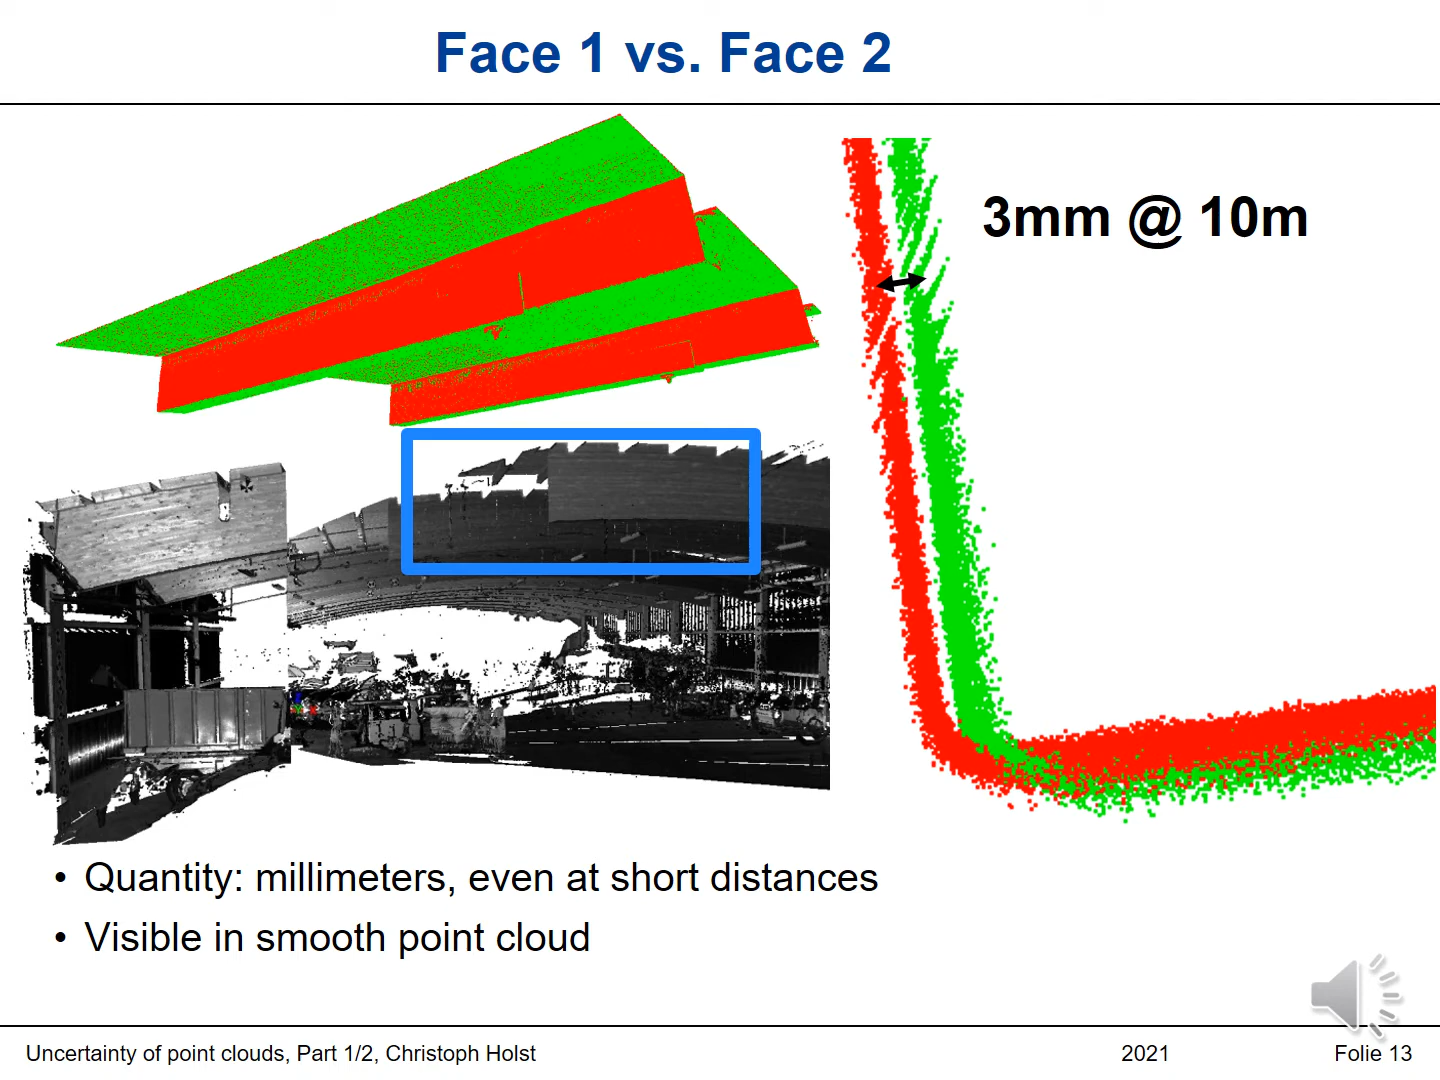 Face 1 vs. Face 2
3mm @ 10m
• Quantity: millimeters, even at short distances
• Visible in smooth point cloud
Uncertainty of point clouds, Part 1/2, Christoph Holst
2021
Folie 13